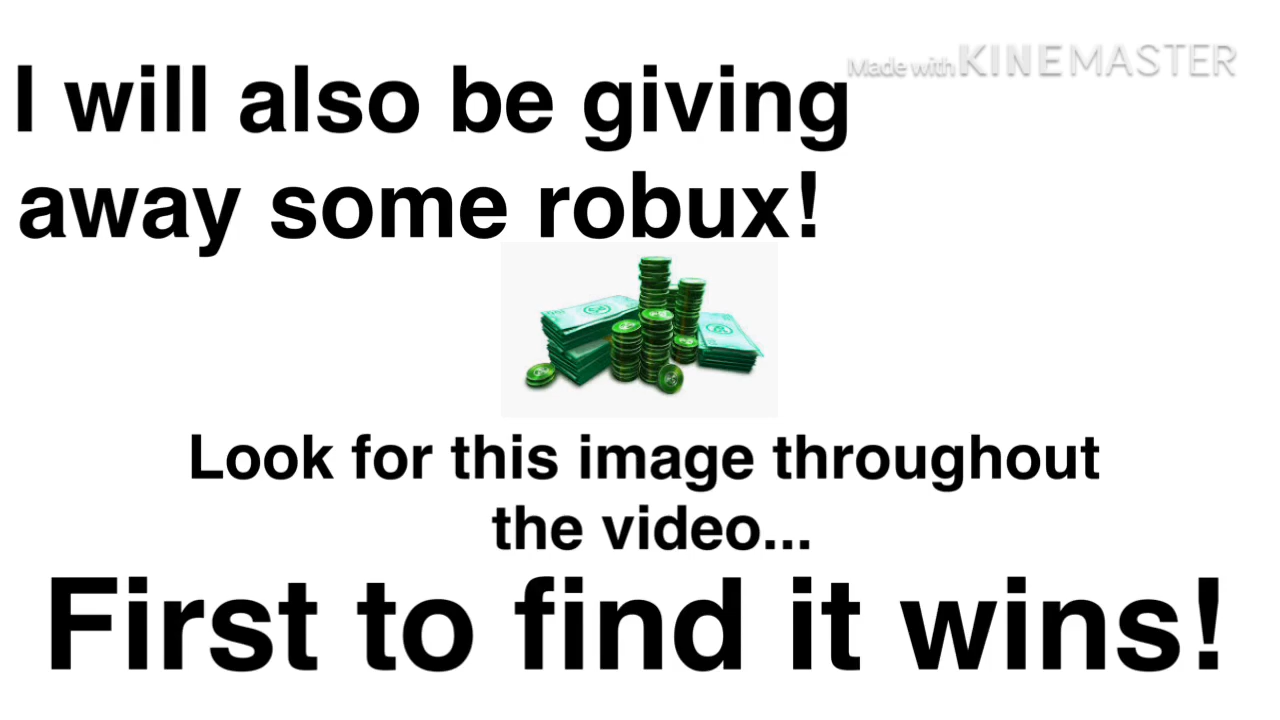 Made with KINEMASTER
I will also be giving
away some robux!
Look for this image throughout
the video...
First to find it wins!